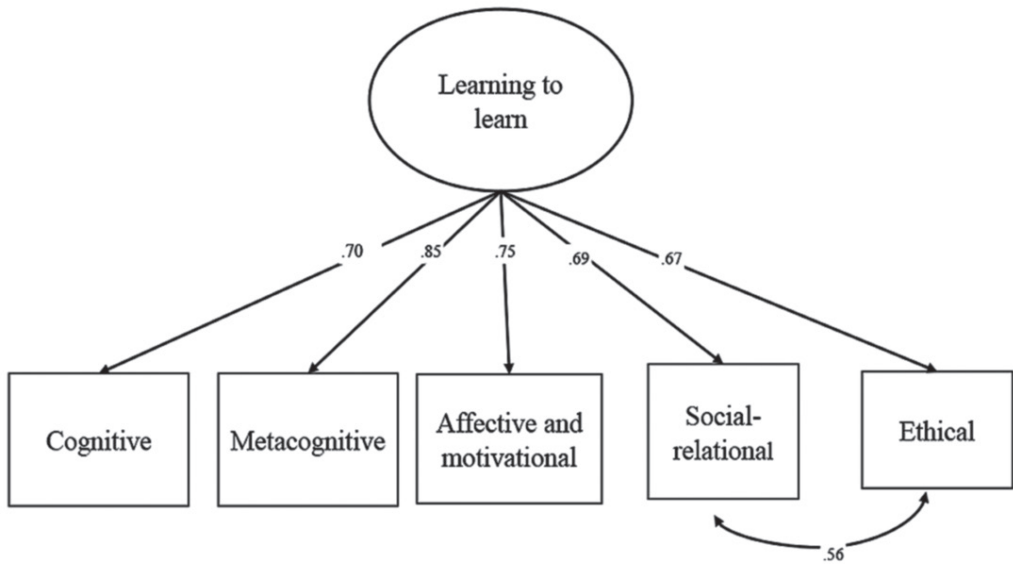 Learning to
learn
.70
.85
.75
.69
.67
Cognitive
Metacognitive
Affective and
motivational
Social-
relational
Ethical
.56